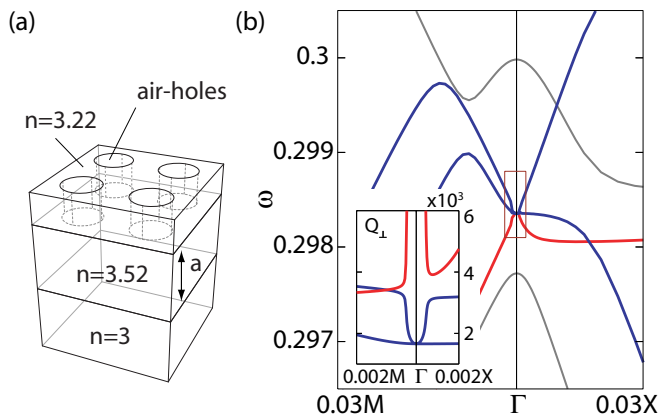 (a)
air-holes
n=3.22
n=3.52
a
n=3
(b)
ω
0.3
0.299
0.298
0.297
0.03M
Γ
0.03X
Q⊥
x10³
6
4
2
0.002M
Γ
0.002X